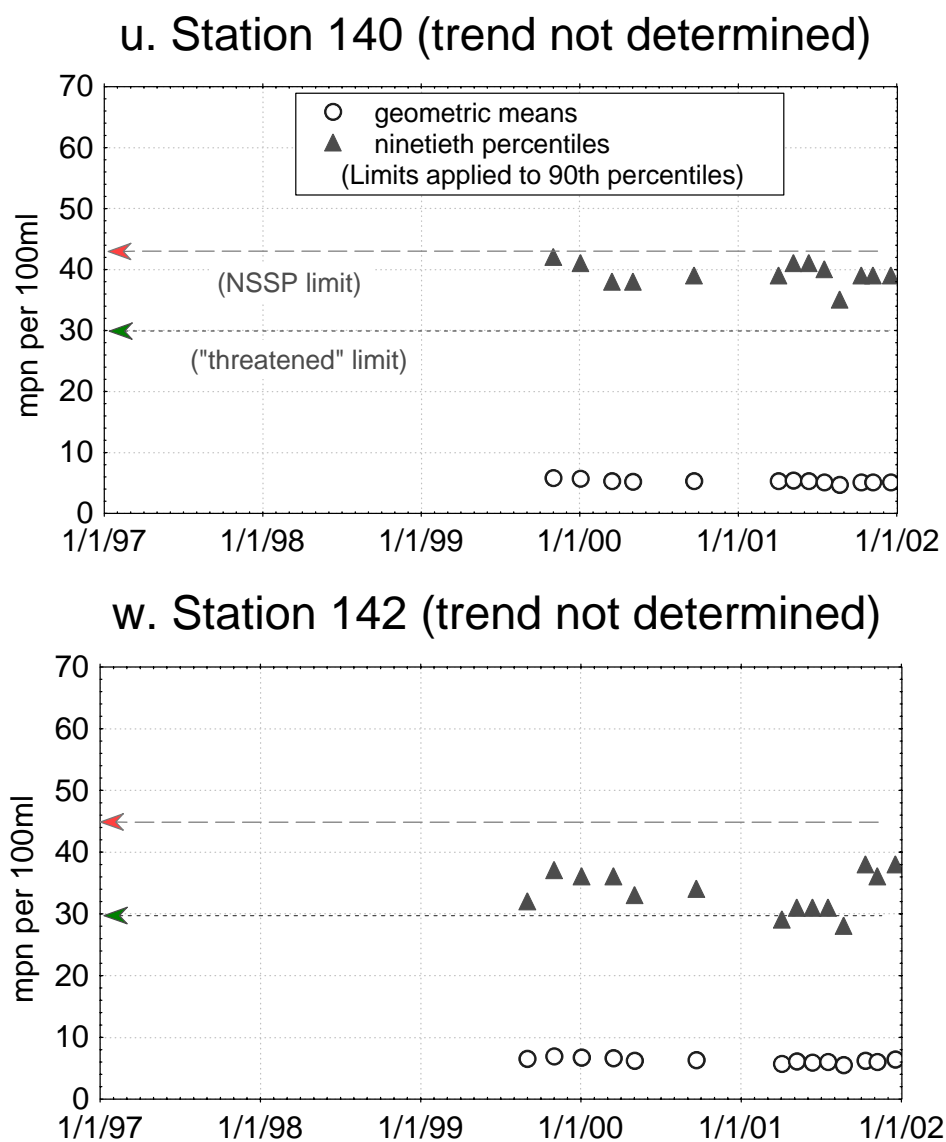 u. Station 140 (trend not determined)
70
60
50
40
30
20
10
0
mpn per 100ml
geometric means
ninetieth percentiles
(Limits applied to 90th percentiles)
(NSSP limit)
("threatened" limit)
1/1/97 1/1/98 1/1/99 1/1/00 1/1/01 1/1/02
w. Station 142 (trend not determined)
70
60
50
40
30
20
10
0
mpn per 100ml
1/1/97 1/1/98 1/1/99 1/1/00 1/1/01 1/1/02